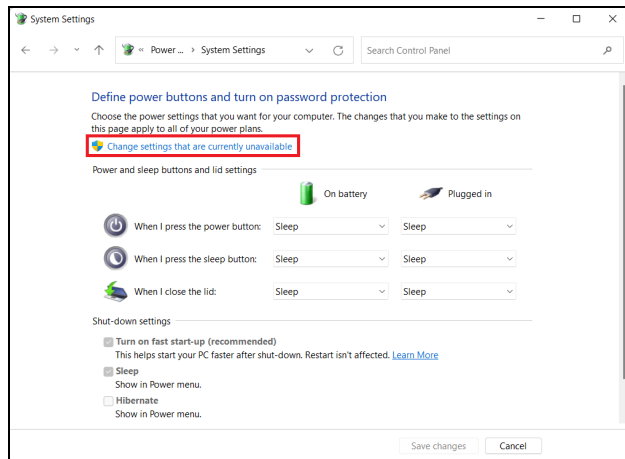 System Settings
« Power ... › System Settings
Search Control Panel
Define power buttons and turn on password protection
Choose the power settings that you want for your computer. The changes that you make to the settings on
this page apply to all of your power plans.
Change settings that are currently unavailable
Power and sleep buttons and lid settings
On battery Plugged in
When I press the power button: Sleep Sleep
When I press the sleep button: Sleep Sleep
When I close the lid: Sleep Sleep
Shut-down settings
Turn on fast start-up (recommended)
This helps start your PC faster after shut-down. Restart isn't affected. Learn More
Sleep
Show in Power menu.
Hibernate
Show in Power menu.
Save changes Cancel